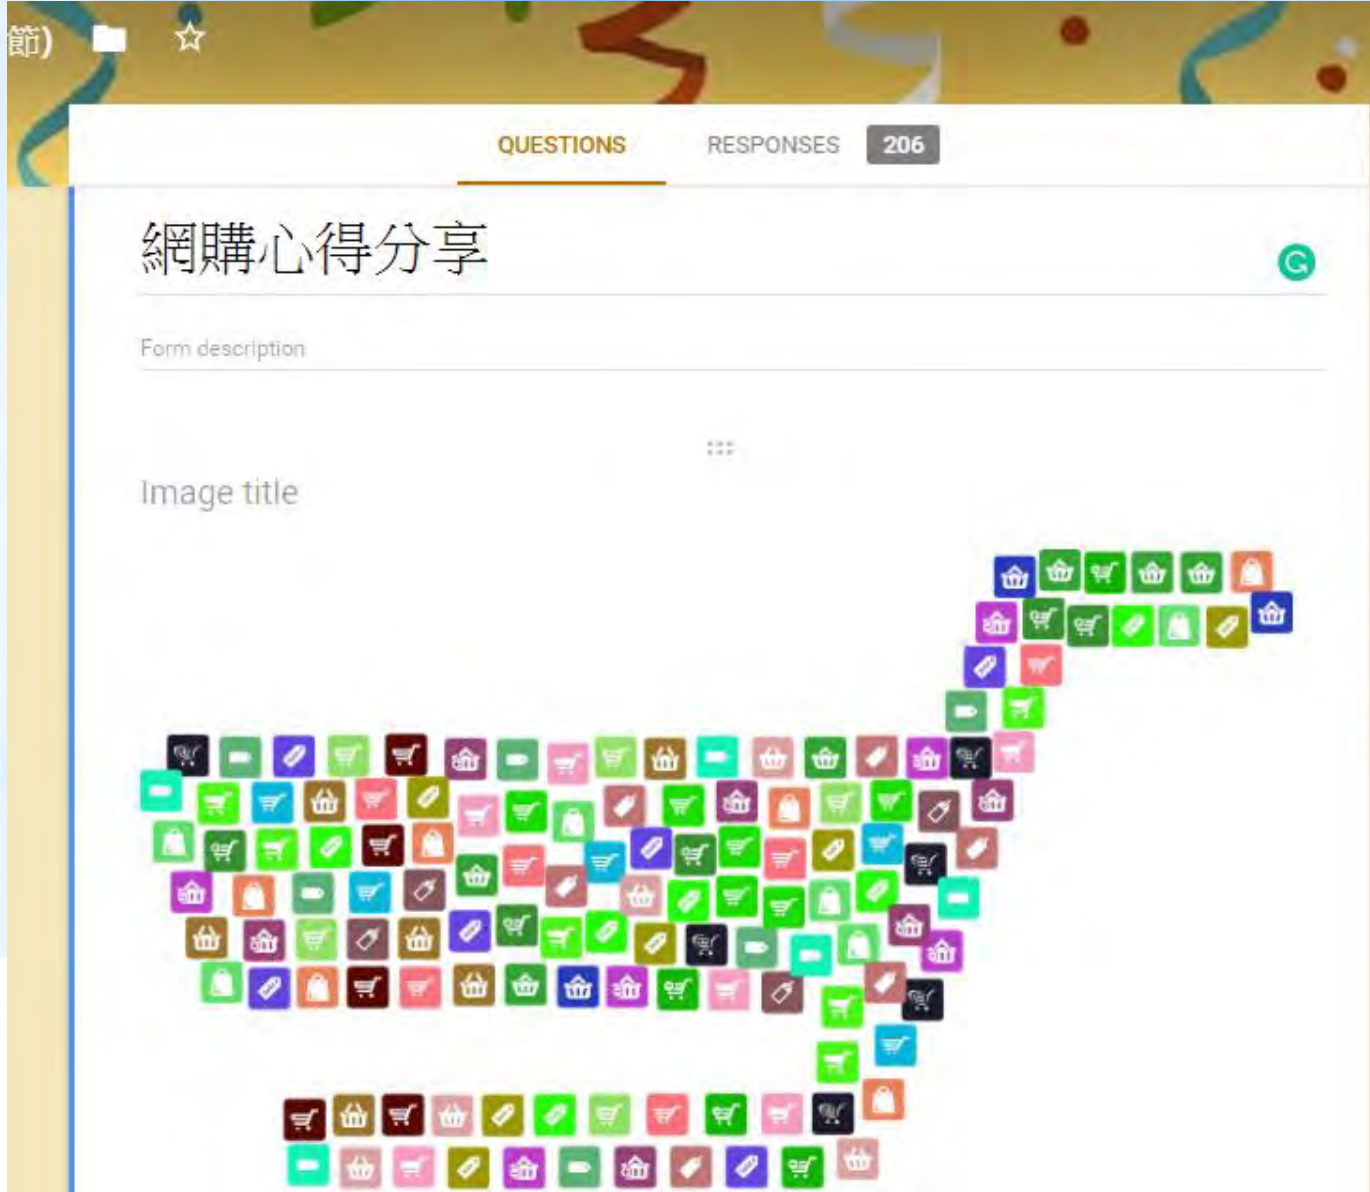 節)
QUESTIONS RESPONSES 206
網購心得分享
Form description
Image title